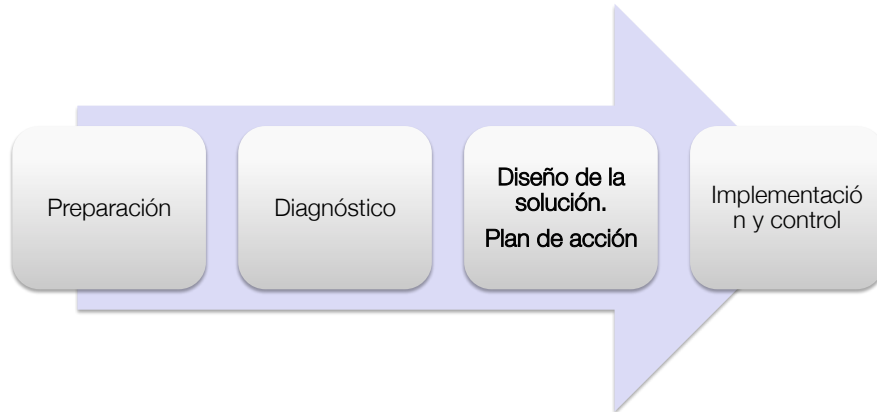 Preparación
Diagnóstico
Diseño de la
solución.
Plan de acción
Implementació
n y control